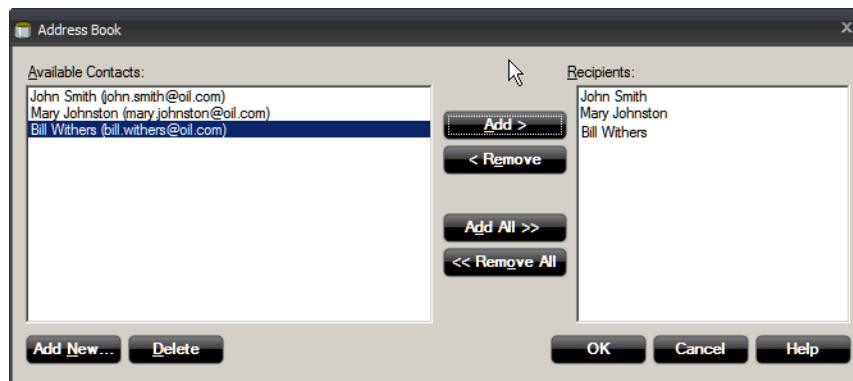 Address Book
x
Available Contacts:
John Smith (john.smith@oil.com)
Mary Johnston (mary.johnston@oil.com)
Bill Withers (bill.withers@oil.com)
Add >
< Remove
Add All >>
<< Remove All
Recipients:
John Smith
Mary Johnston
Bill Withers
Add New...
Delete
OK
Cancel
Help